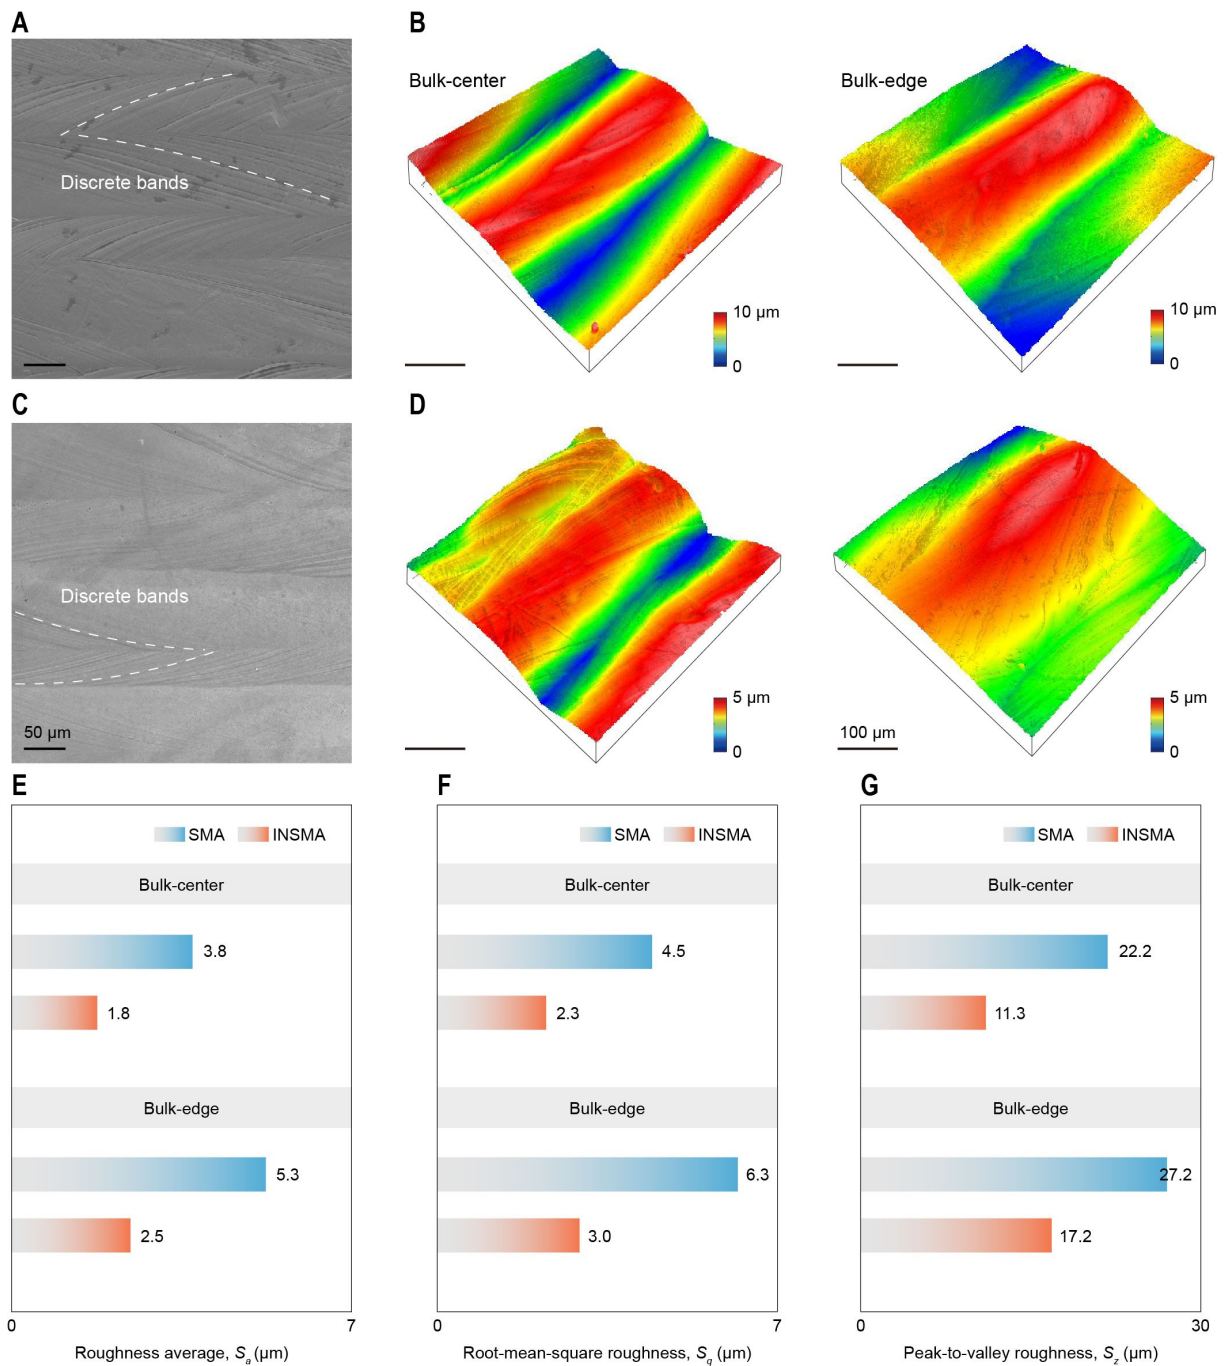 A
Discrete bands
B
Bulk-center
10 µm
0
Bulk-edge
10 µm
0
C
Discrete bands
50 µm
D
5 µm
0
100 µm
5 µm
0
E
SMA INSMA
Bulk-center
3.8
1.8
Bulk-edge
5.3
2.5
0 7
Roughness average, Sa (µm)
F
SMA INSMA
Bulk-center
4.5
2.3
Bulk-edge
6.3
3.0
0 7
Root-mean-square roughness, Sq (µm)
G
SMA INSMA
Bulk-center
22.2
11.3
Bulk-edge
27.2
17.2
0 30
Peak-to-valley roughness, Sz (µm)